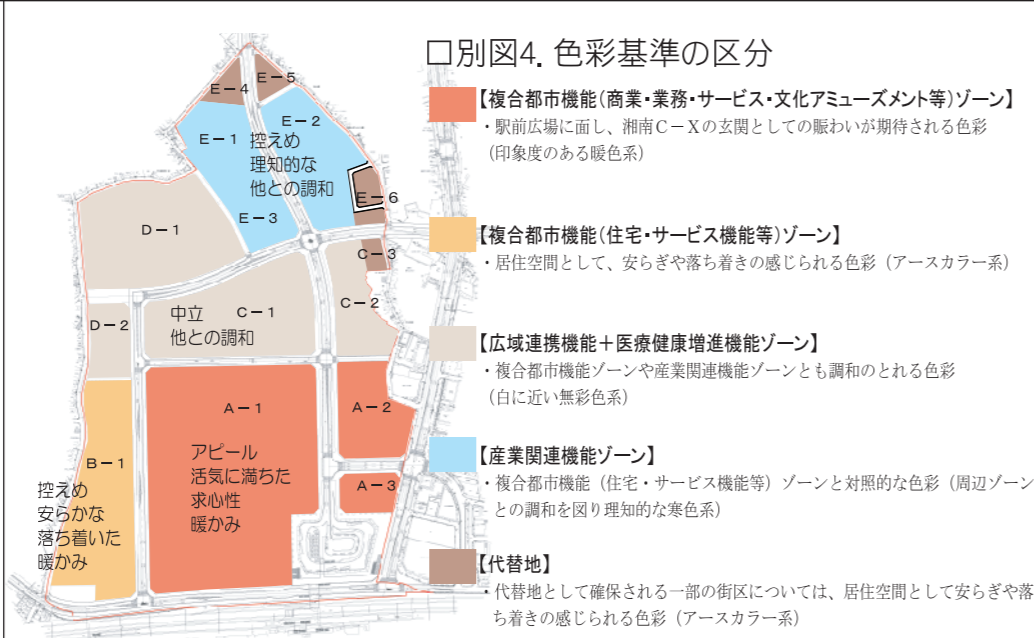 □別図4. 色彩基準の区分
【複合都市機能(商業・業務・サービス・文化アミューズメント等)ゾーン】
・駅前広場に面し、湘南C−Xの玄関としての賑わいが期待される色彩
(印象度のある暖色系)
【複合都市機能(住宅・サービス機能等)ゾーン】
・居住空間として、安らぎや落ち着きの感じられる色彩（アースカラー系）
【広域連携機能＋医療健康増進機能ゾーン】
・複合都市機能ゾーンや産業関連機能ゾーンとも調和のとれる色彩
(白に近い無彩色系)
【産業関連機能ゾーン】
・複合都市機能（住宅・サービス機能等）ゾーンと対照的な色彩（周辺ゾーン
との調和を図り理知的な寒色系）
【代替地】
・代替地として確保される一部の街区については、居住空間として安らぎや落
ち着きの感じられる色彩（アースカラー系）
E−4
E−5
E−1
E−2
控えめ
理知的な
他との調和
E−6
E−3
D−1
C−3
C−2
中立
C−1
他との調和
D−2
A−1
A−2
アピール
活気に満ちた
求心性
暖かみ
A−3
B−1
控えめ
安らかな
落ち着いた
暖かみ